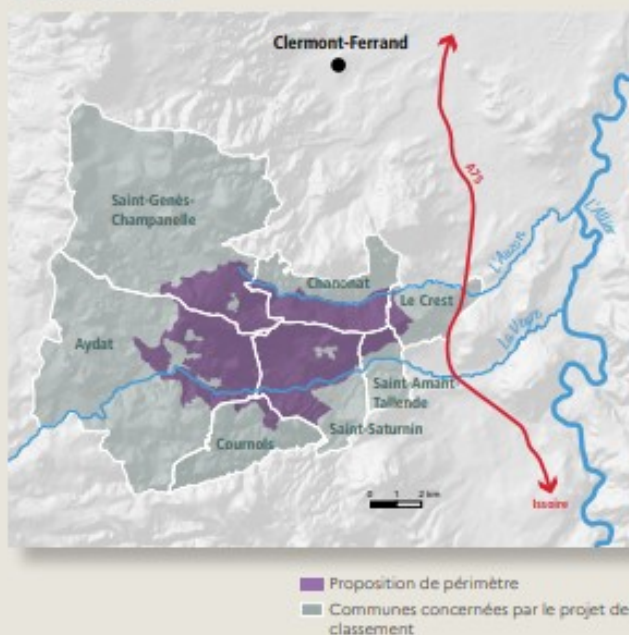 Clermont-Ferrand
A75
Saint-Genès-
Champanelle
L'Auzon
L'Allier
Chanonat
Le Crest
La Veyre
Aydat
Saint-Amant-
Tallende
Saint-Saturnin
Cournols
0 1 2 km
Issoire
Proposition de périmètre
Communes concernées par le projet de
classement